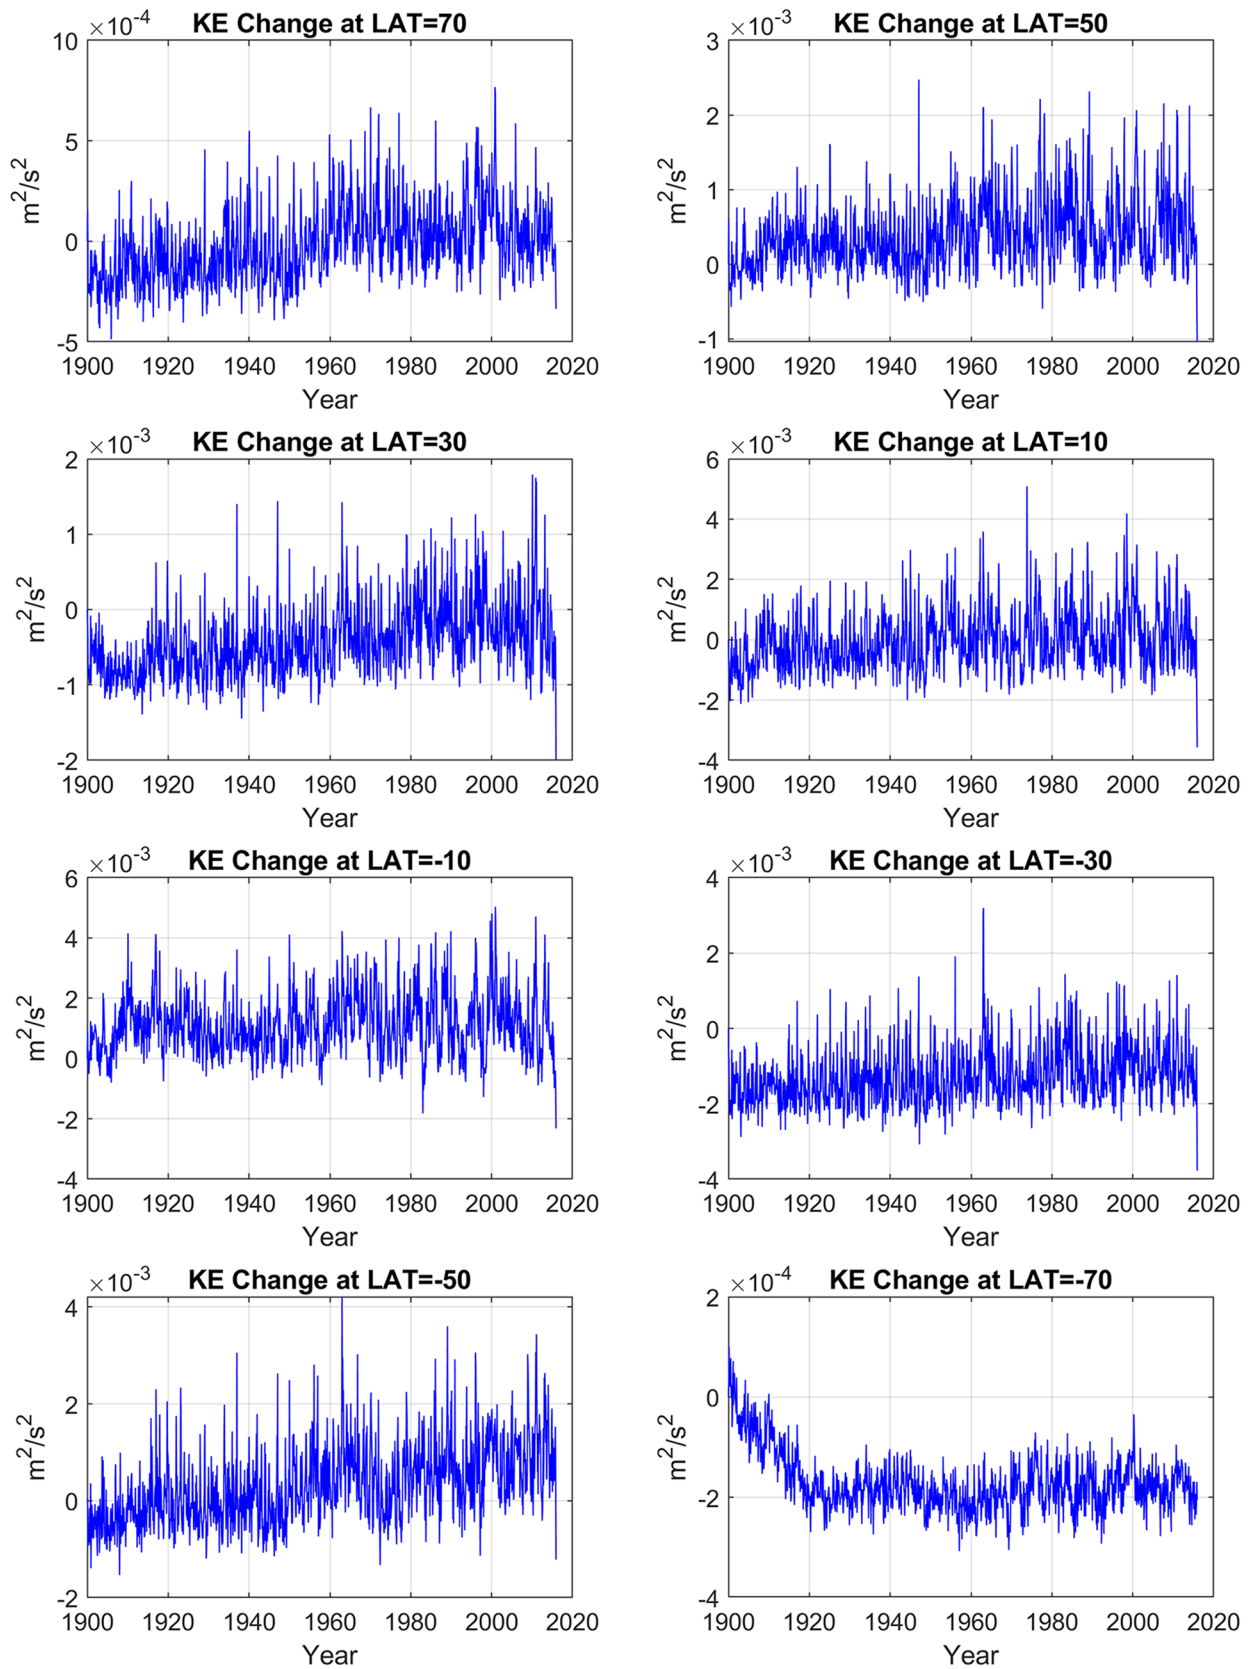 ×10⁻⁴ KE Change at LAT=70
10
5
0
-5
m²/s²
1900 1920 1940 1960 1980 2000 2020
Year
×10⁻³ KE Change at LAT=50
3
2
1
0
-1
m²/s²
1900 1920 1940 1960 1980 2000 2020
Year
×10⁻³ KE Change at LAT=30
2
1
0
-1
-2
m²/s²
1900 1920 1940 1960 1980 2000 2020
Year
×10⁻³ KE Change at LAT=10
6
4
2
0
-2
-4
m²/s²
1900 1920 1940 1960 1980 2000 2020
Year
×10⁻³ KE Change at LAT=-10
6
4
2
0
-2
-4
m²/s²
1900 1920 1940 1960 1980 2000 2020
Year
×10⁻³ KE Change at LAT=-30
4
2
0
-2
-4
m²/s²
1900 1920 1940 1960 1980 2000 2020
Year
×10⁻³ KE Change at LAT=-50
4
2
0
-2
m²/s²
1900 1920 1940 1960 1980 2000 2020
Year
×10⁻⁴ KE Change at LAT=-70
2
0
-2
-4
m²/s²
1900 1920 1940 1960 1980 2000 2020
Year